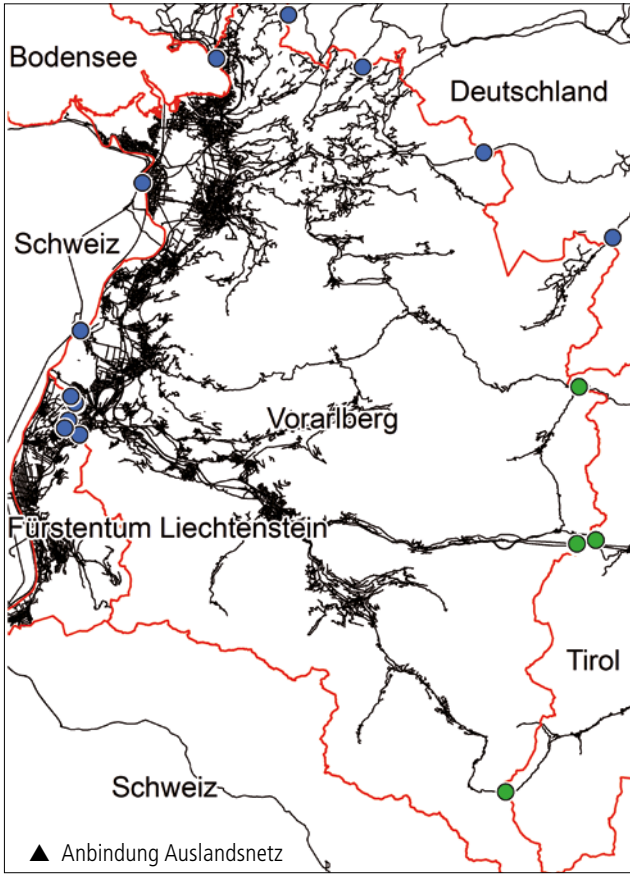 Bodensee
Deutschland
Schweiz
Vorarlberg
Fürstentum Liechtenstein
Tirol
Schweiz
▲ Anbindung Auslandsnetz